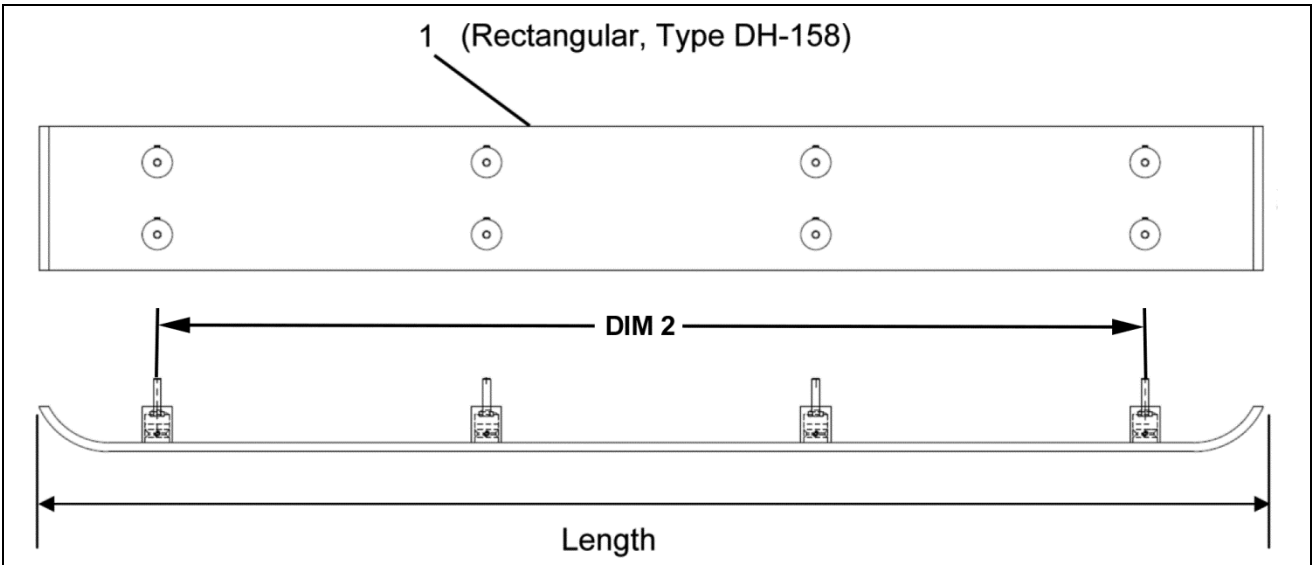 1 (Rectangular, Type DH-158)
DIM 2
Length